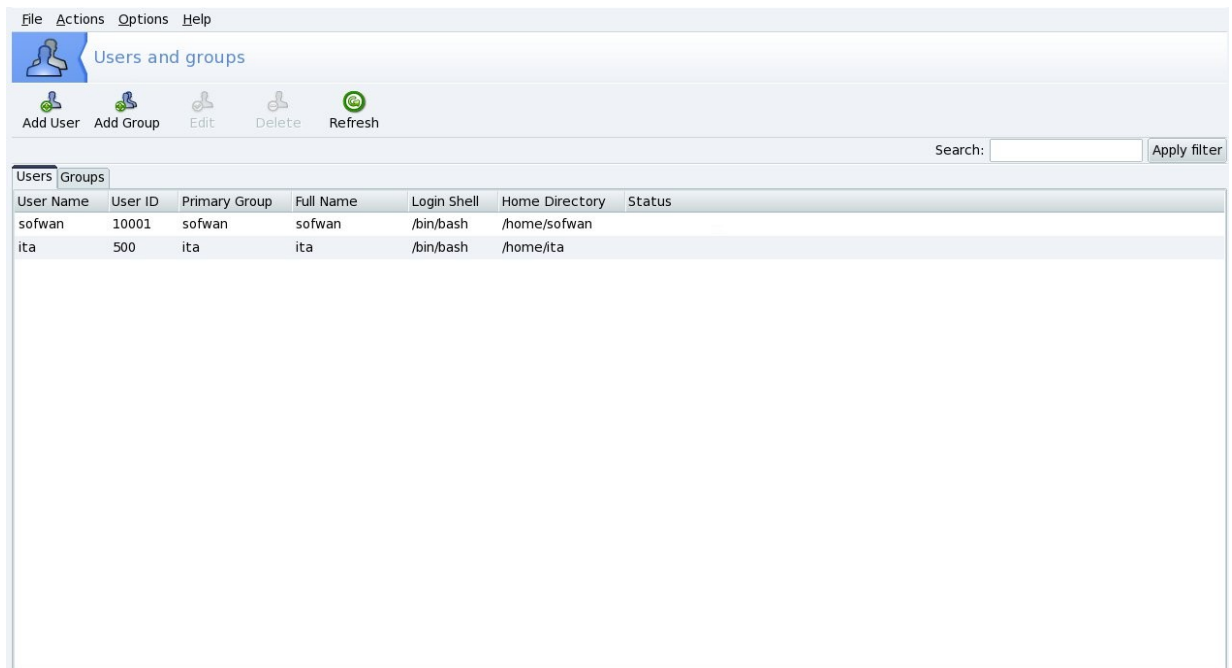 File Actions Options Help
Users and groups
Add User Add Group Edit Delete Refresh
Search: Apply filter
Users Groups
User Name User ID Primary Group Full Name Login Shell Home Directory Status
sofwan 10001 sofwan sofwan /bin/bash /home/sofwan
ita 500 ita ita /bin/bash /home/ita